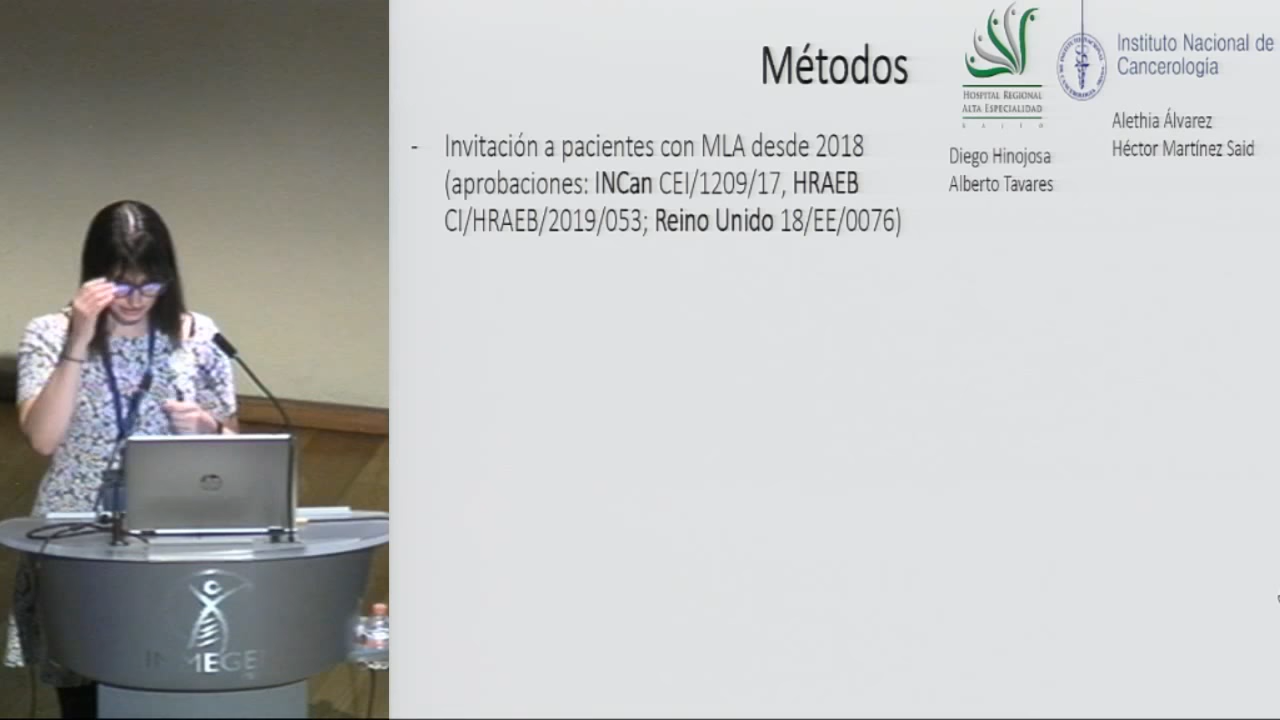 Métodos
HOSPITAL REGIONAL
ALTA ESPECIALIDAD
BAJÍO
Instituto Nacional de
Cancerología
Alethia Álvarez
Héctor Martínez Said
Diego Hinojosa
Alberto Tavares
- Invitación a pacientes con MLA desde 2018
(aprobaciones: INCan CEI/1209/17, HRAEB
CI/HRAEB/2019/053; Reino Unido 18/EE/0076)
INMEGEN